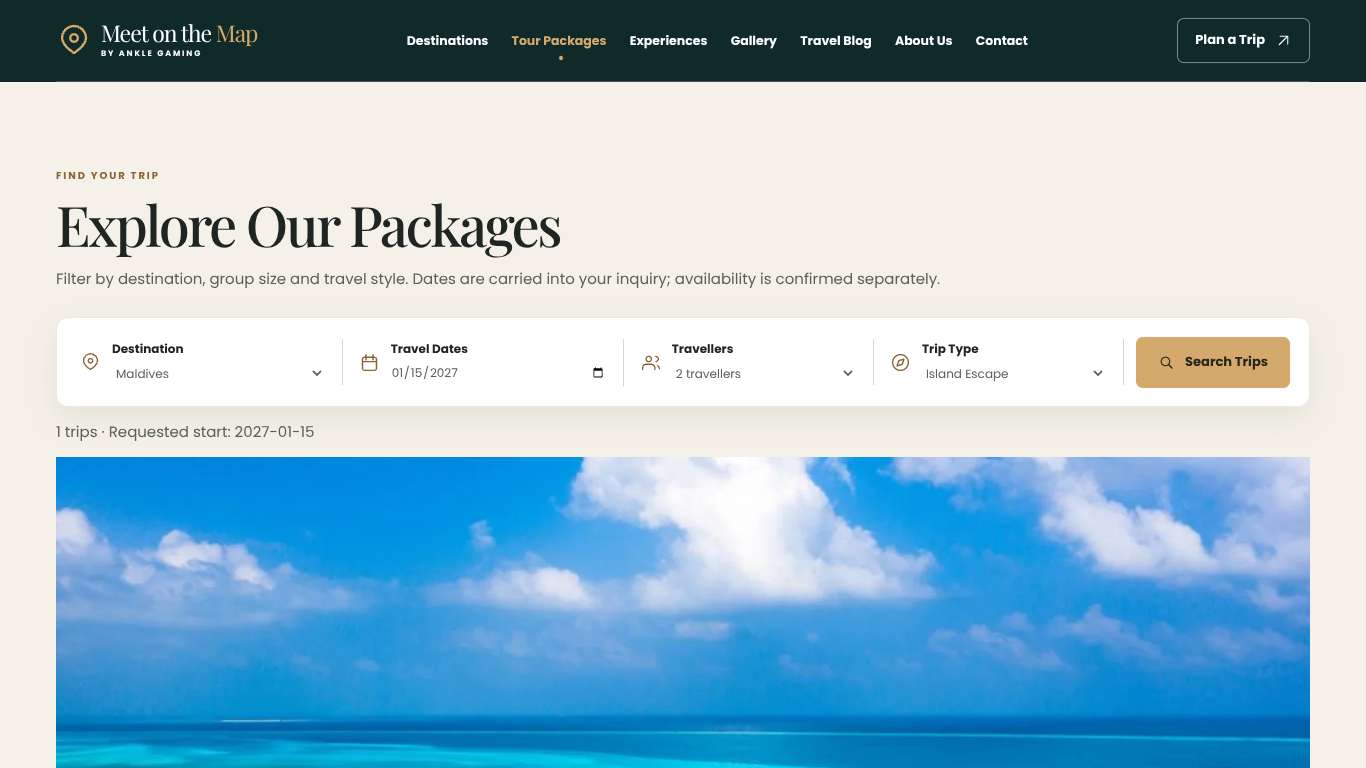 Meet on the Map
BY ANKLE GAMING
Destinations
Tour Packages
Experiences
Gallery
Travel Blog
About Us
Contact
Plan a Trip
FIND YOUR TRIP
Explore Our Packages
Filter by destination, group size and travel style. Dates are carried into your inquiry; availability is confirmed separately.
Destination
Maldives
Travel Dates
01/15/2027
Travellers
2 travellers
Trip Type
Island Escape
Search Trips
1 trips · Requested start: 2027-01-15